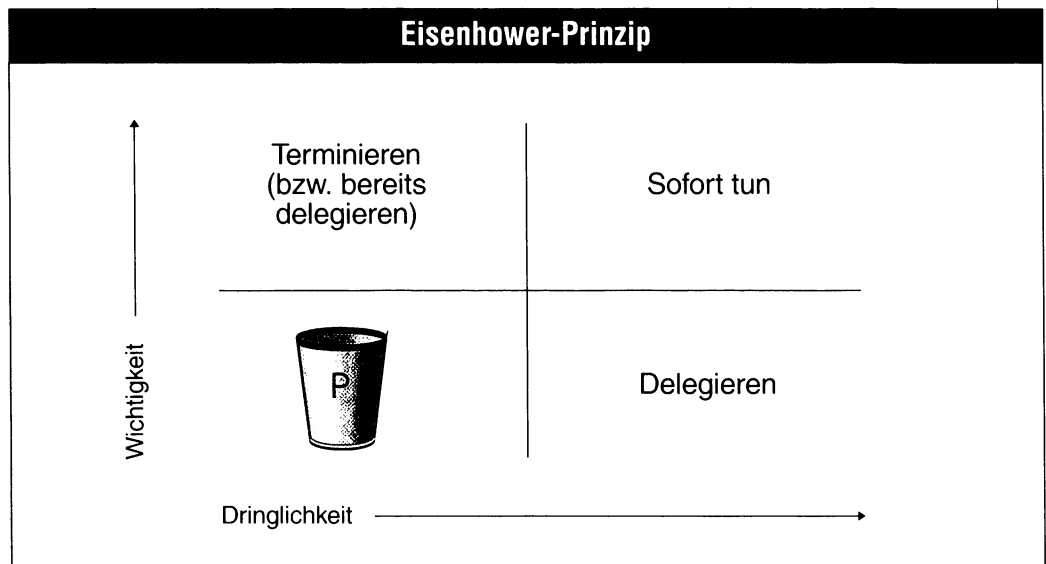 Eisenhower-Prinzip
Terminieren
(bzw. bereits
delegieren)
Sofort tun
Wichtigkeit
P
Delegieren
Dringlichkeit